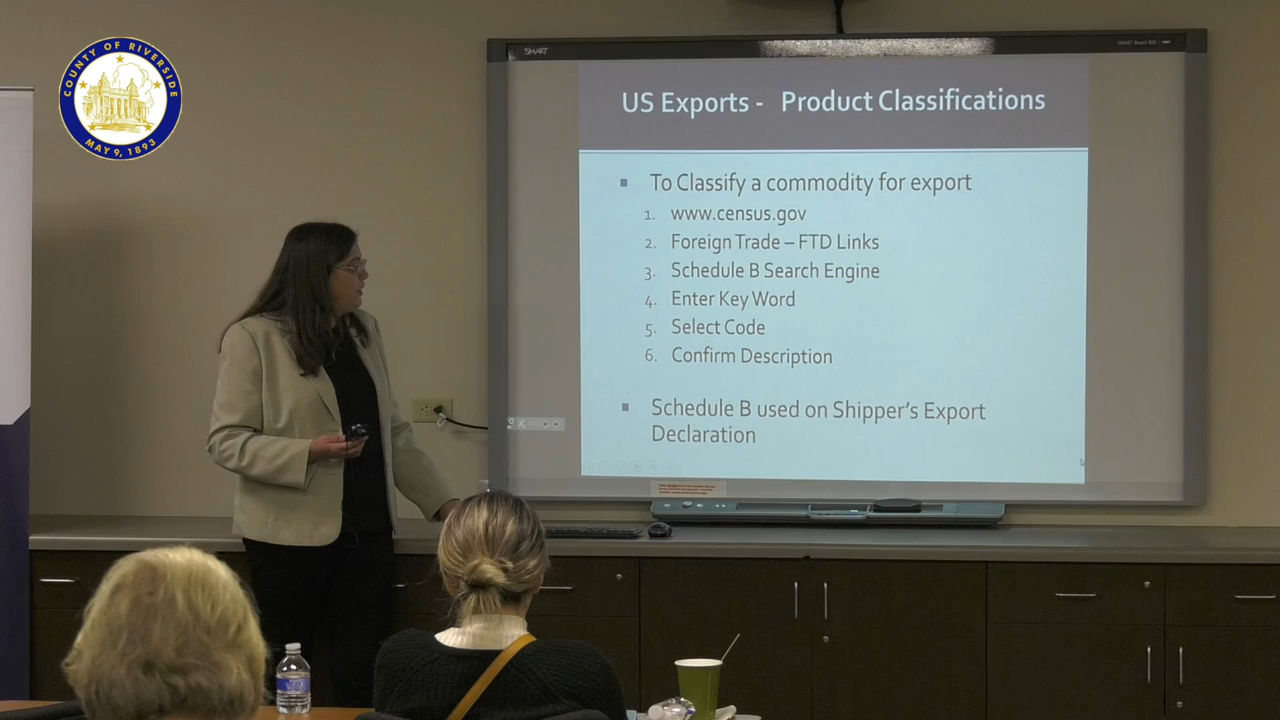 COUNTY OF RIVERSIDE
MAY 9, 1893
SMART
US Exports - Product Classifications
To Classify a commodity for export
1. www.census.gov
2. Foreign Trade – FTD Links
3. Schedule B Search Engine
4. Enter Key Word
5. Select Code
6. Confirm Description
Schedule B used on Shipper's Export
Declaration